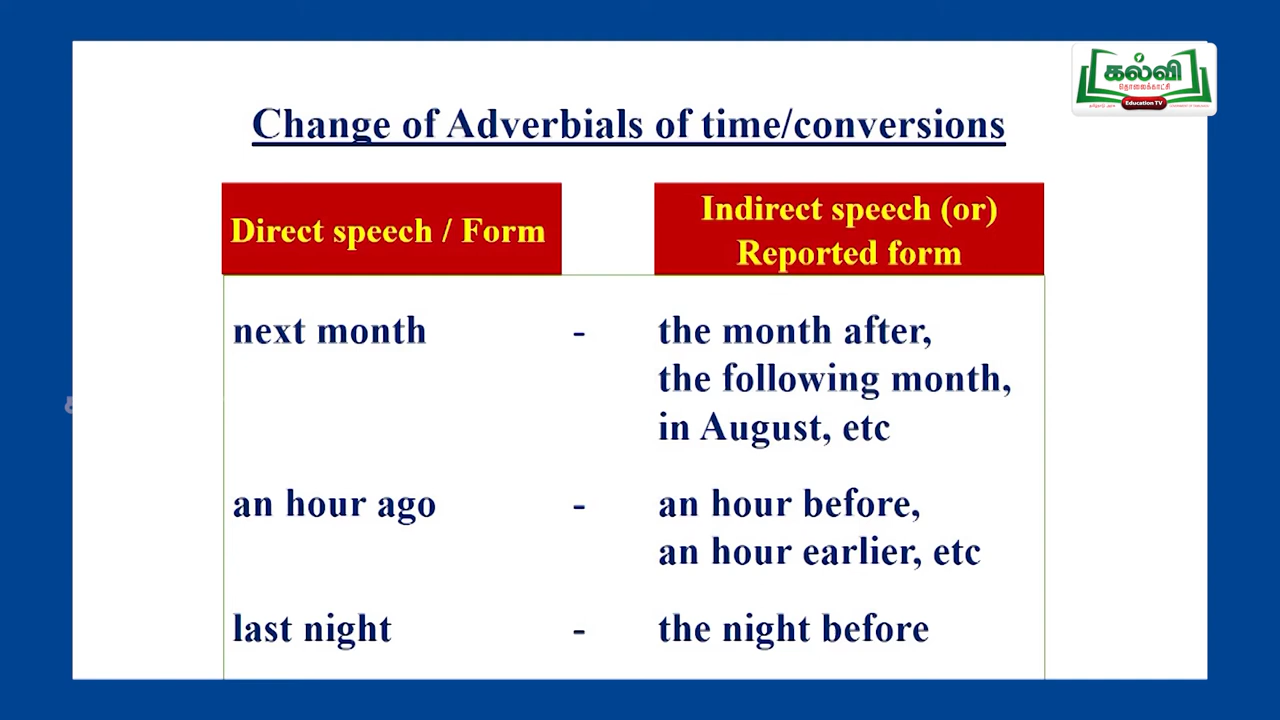 கல்வி
தொலைக்காட்சி
Education TV
Change of Adverbials of time/conversions
Direct speech / Form
Indirect speech (or)
Reported form
next month - the month after,
the following month,
in August, etc
an hour ago - an hour before,
an hour earlier, etc
last night - the night before